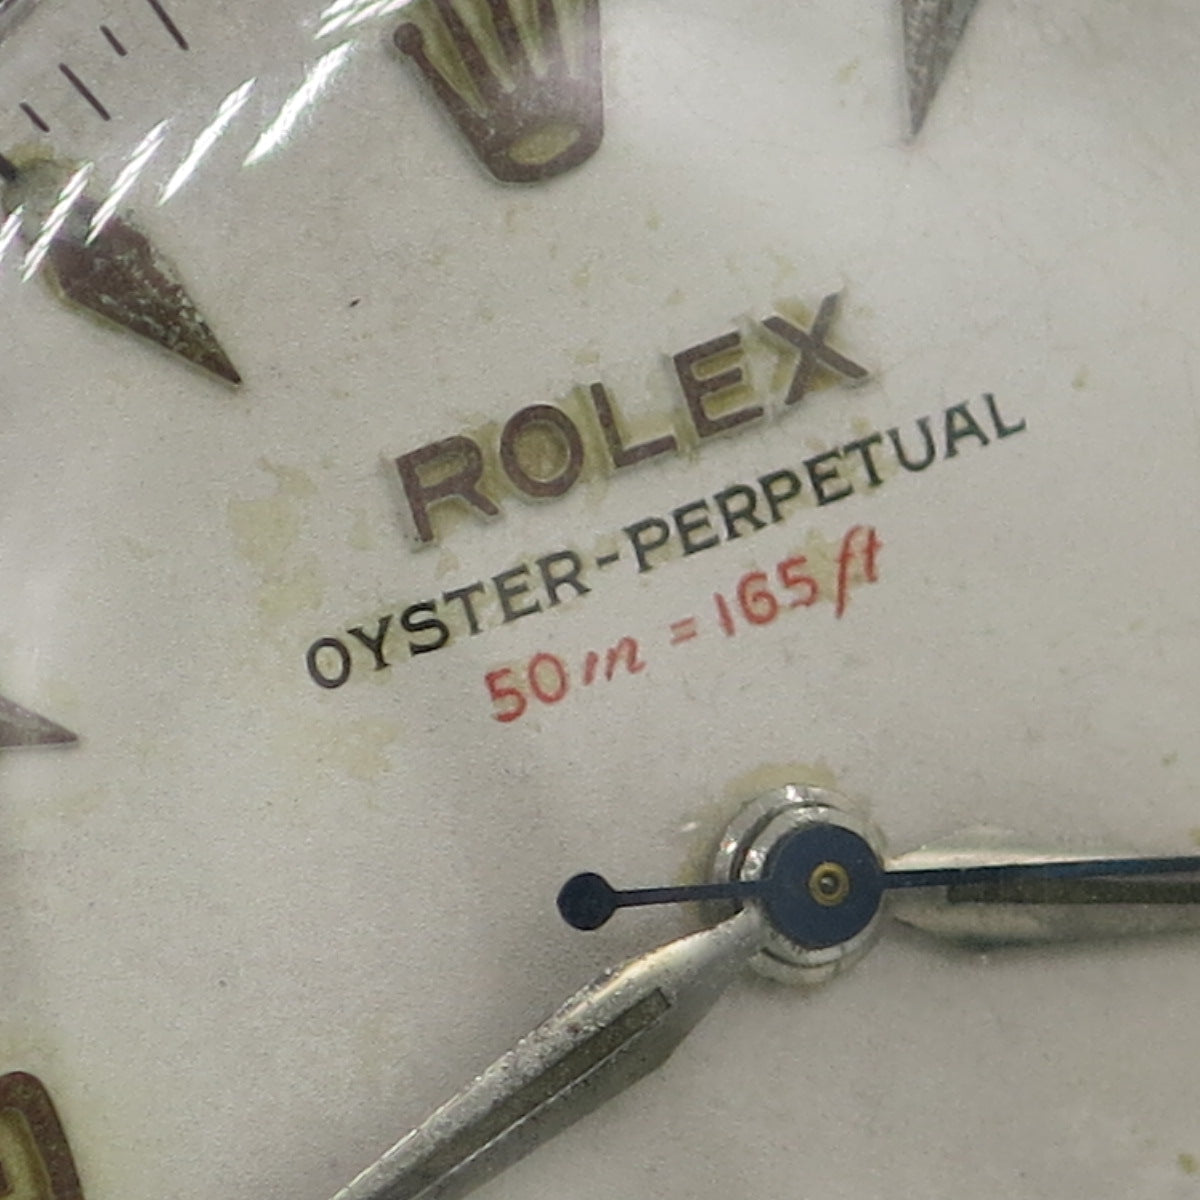 ROLEX
OYSTER-PERPETUAL
50m = 165ft